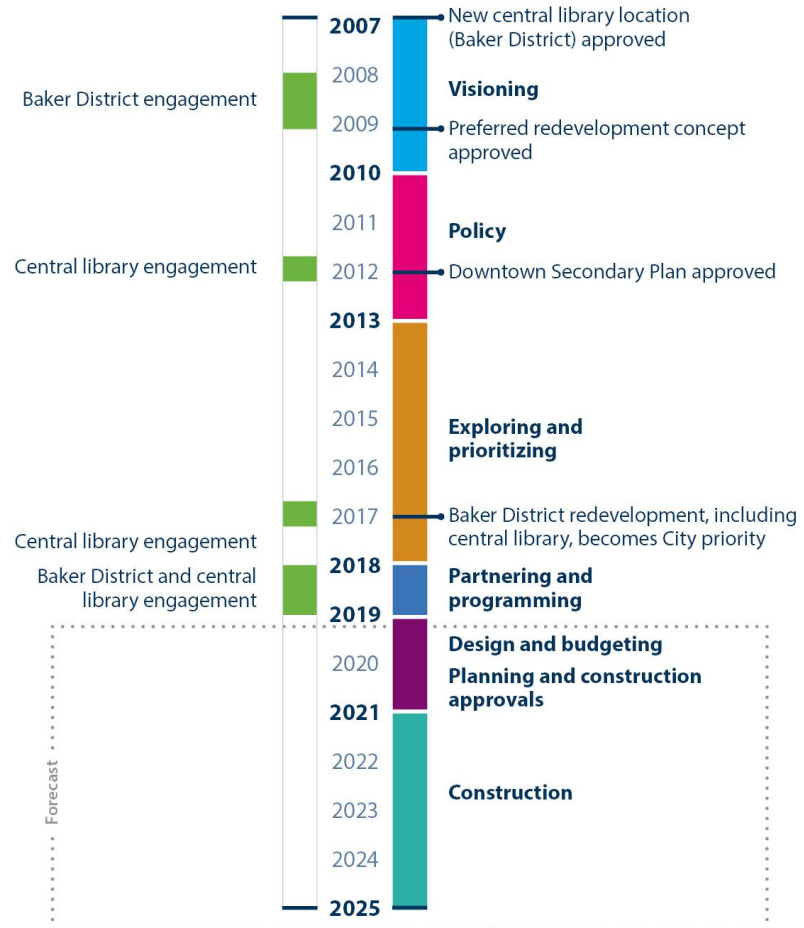 2007
New central library location
(Baker District) approved
2008
Visioning
Baker District engagement
2009
Preferred redevelopment concept
approved
2010
2011
Policy
Central library engagement
2012
Downtown Secondary Plan approved
2013
2014
2015
Exploring and
prioritizing
2016
2017
Baker District redevelopment, including
central library, becomes City priority
Central library engagement
2018
Baker District and central
library engagement
Partnering and
programming
2019
Design and budgeting
2020
Planning and construction
approvals
2021
2022
Forecast
Construction
2023
2024
2025